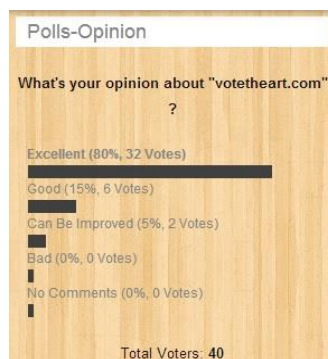 Polls-Opinion
What's your opinion about "votetheart.com"
?
Excellent (80%, 32 Votes)
Good (15%, 6 Votes)
Can Be Improved (5%, 2 Votes)
Bad (0%, 0 Votes)
No Comments (0%, 0 Votes)
Total Voters: 40